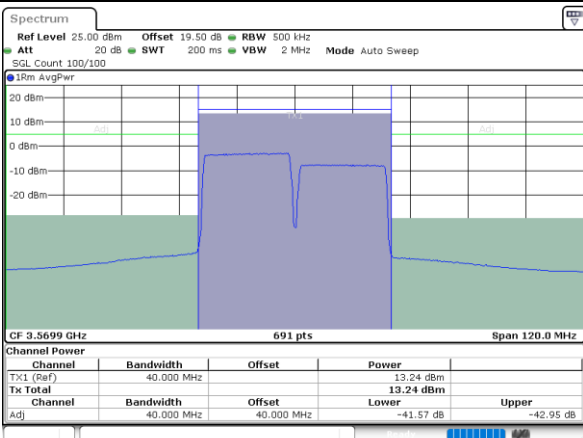 Spectrum
Ref Level 25.00 dBm Offset 19.50 dB RBW 500 kHz
Att 20 dB SWT 200 ms VBW 2 MHz Mode Auto Sweep
SGL Count 100/100
1Rm AvgPwr
20 dBm
TX1
10 dBm
Adj Adj
0 dBm
-10 dBm
-20 dBm
CF 3.5699 GHz 691 pts Span 120.0 MHz
Channel Power
Channel Bandwidth Offset Power
TX1 (Ref) 40.000 MHz 13.24 dBm
Tx Total 13.24 dBm
Channel Bandwidth Offset Lower Upper
Adj 40.000 MHz 40.000 MHz -41.57 dB -42.95 dB